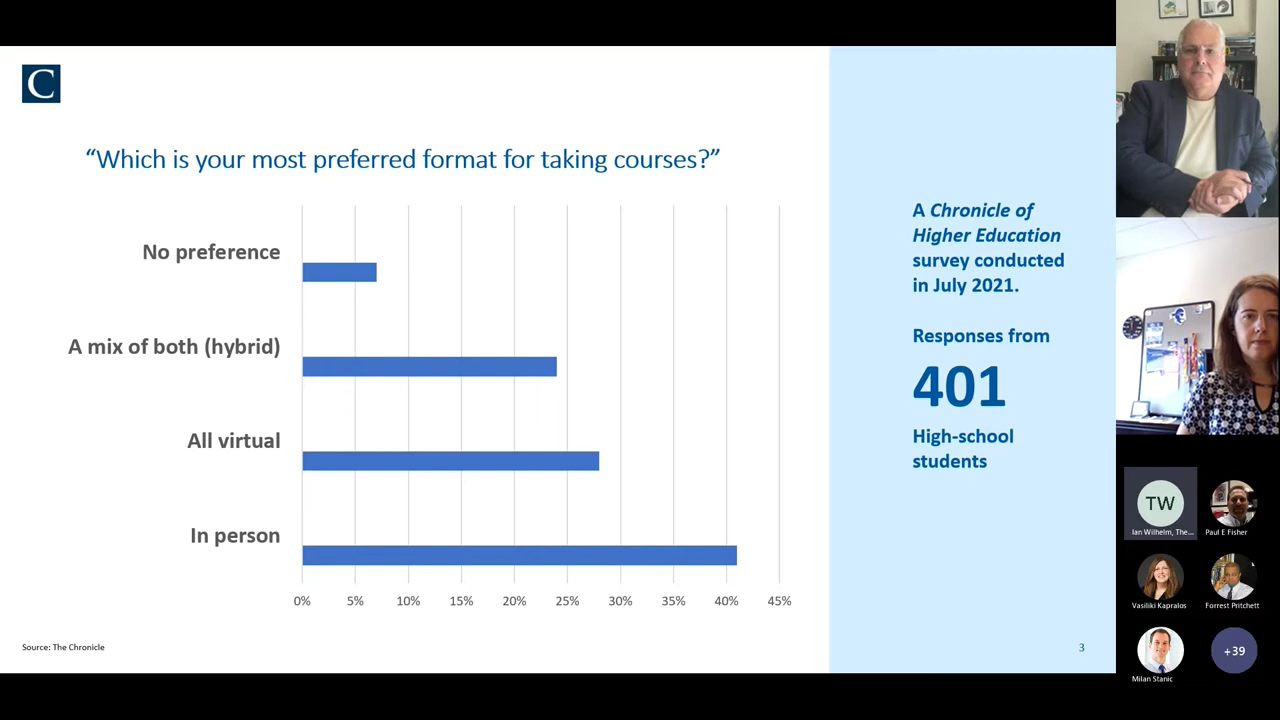 C
“Which is your most preferred format for taking courses?”
No preference
A mix of both (hybrid)
All virtual
In person
0% 5% 10% 15% 20% 25% 30% 35% 40% 45%
Source: The Chronicle
A Chronicle of
Higher Education
survey conducted
in July 2021.
Responses from
401
High-school
students
3
TW
Ian Wilhelm, The...
Paul E Fisher
Vasiliki Kapralos
Forrest Pritchett
Milan Stanic
+39